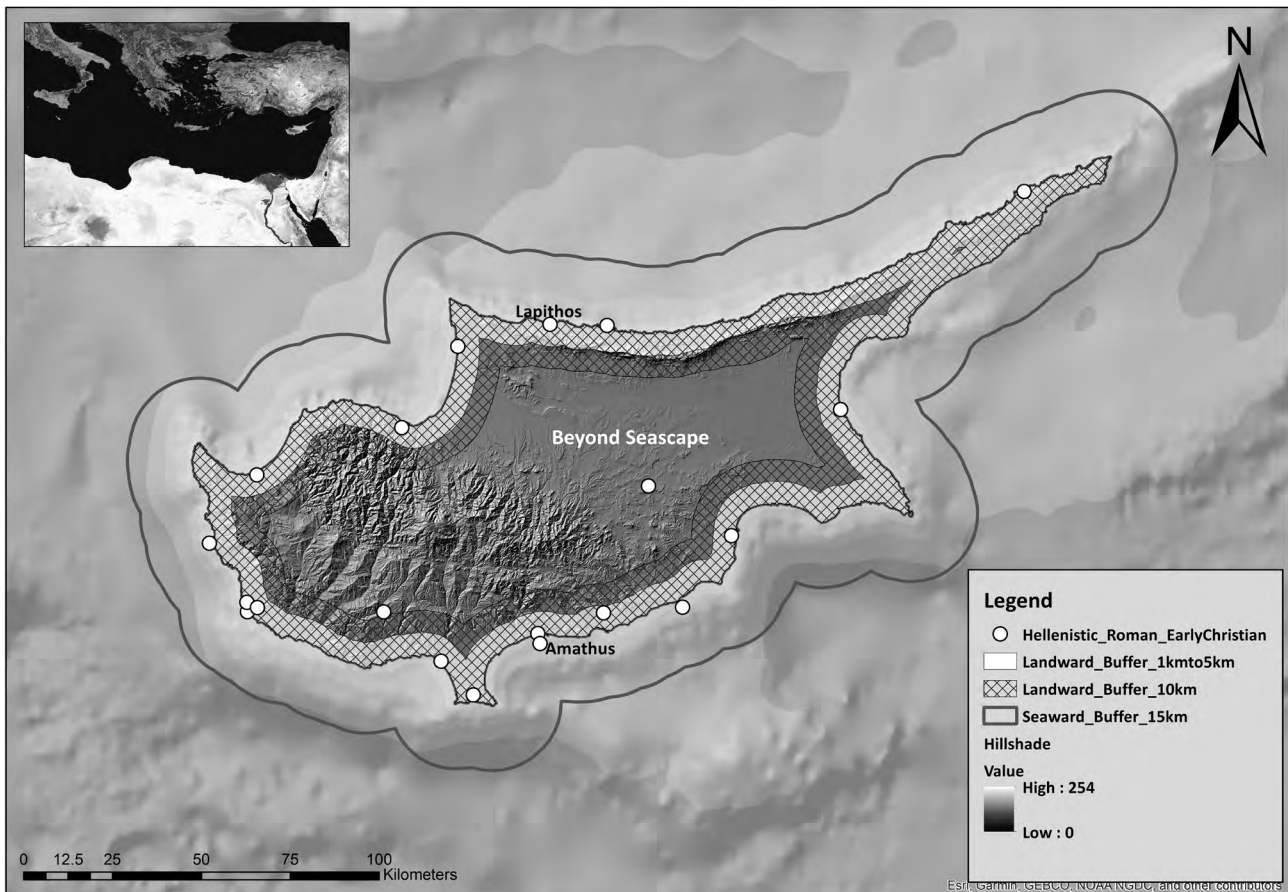 N
Lapithos
Beyond Seascape
Amathus
Legend
Hellenistic_Roman_EarlyChristian
Landward_Buffer_1kmto5km
Landward_Buffer_10km
Seaward_Buffer_15km
Hillshade
Value
High : 254
Low : 0
0 12.5 25 50 75 100
Kilometers
Esri, Garmin, GEBCO, NOAA NGDC, and other contributors